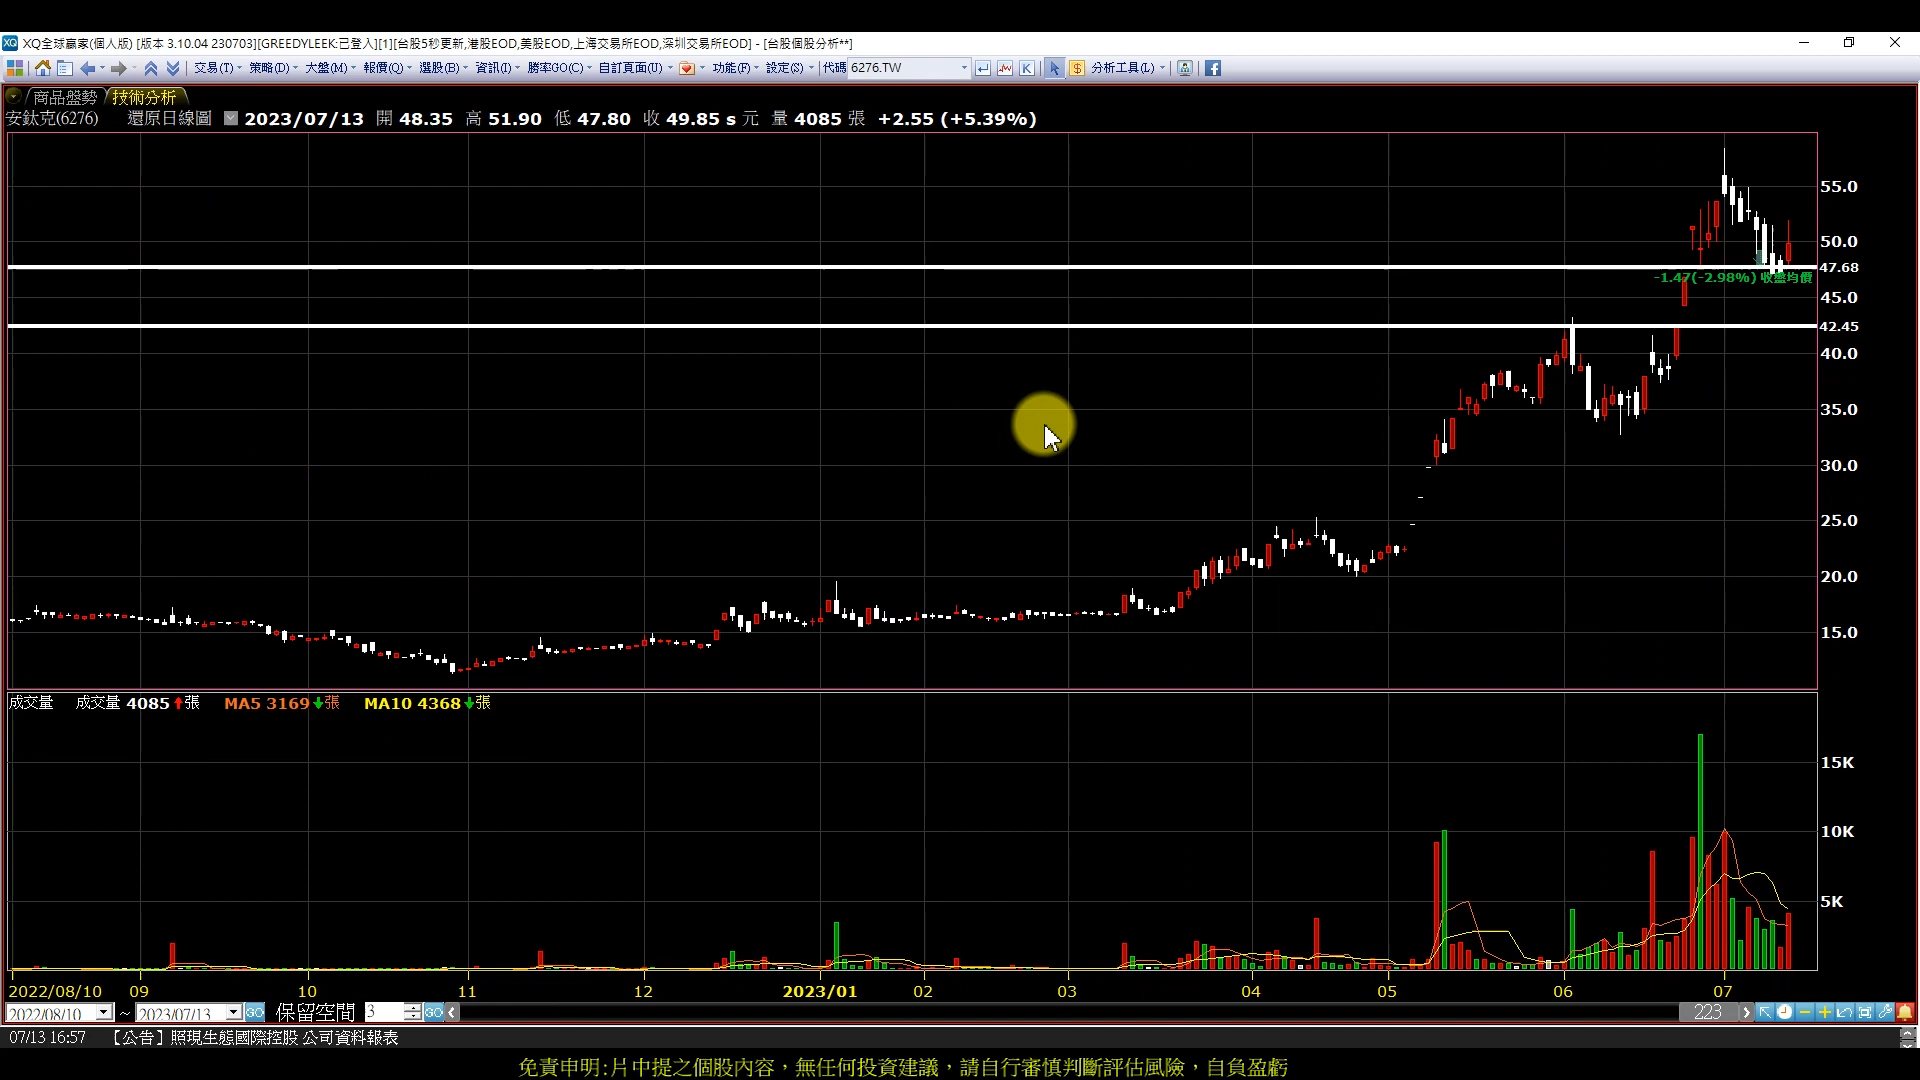 XQ全球贏家(個人版) [版本 3.10.04 230703][GREEDYLEEK:已登入][1][台股5秒更新,港股EOD,美股EOD,上海交易所EOD,深圳交易所EOD] - [台股個股分析**]
交易(T) 策略(D) 大盤(M) 報價(Q) 選股(B) 資訊(I) 勝率GO(C) 自訂頁面(U) 功能(F) 設定(S) 代碼 6276.TW K $ 分析工具(L)
商品盤勢 技術分析
安鈦克(6276) 還原日線圖 2023/07/13 開 48.35 高 51.90 低 47.80 收 49.85 s 元 量 4085 張 +2.55 (+5.39%)
55.0
50.0
47.68
-1.47(-2.98%) 收盤均價
45.0
42.45
40.0
35.0
30.0
25.0
20.0
15.0
成交量 成交量 4085 張 MA5 3169 張 MA10 4368 張
15K
10K
5K
2022/08/10 09 10 11 12 2023/01 02 03 04 05 06 07
2022/08/10 ~ 2023/07/13 GO 保留空間 3 GO 223
07/13 16:57 【公告】照現生態國際控股 公司資料報表
免責申明:片中提之個股內容，無任何投資建議，請自行審慎判斷評估風險，自負盈虧